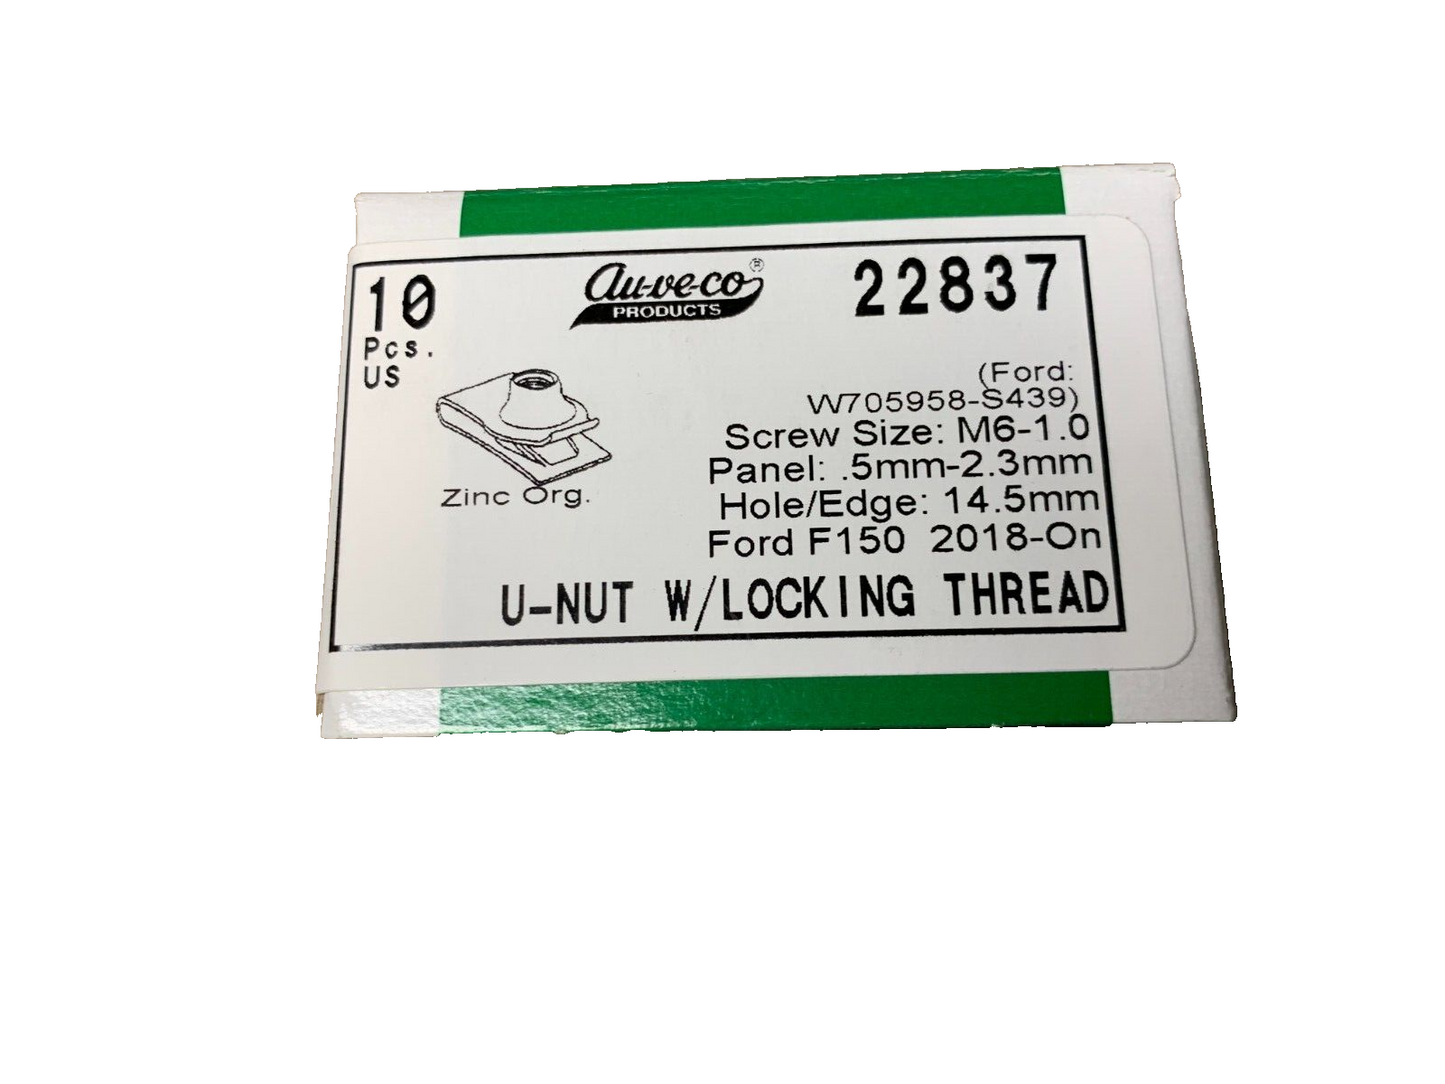 10
Pcs.
US
au-ve-co®
PRODUCTS
22837
(Ford:
W705958-S439)
Screw Size: M6-1.0
Panel: .5mm-2.3mm
Hole/Edge: 14.5mm
Ford F150 2018-On
Zinc Org.
U-NUT W/LOCKING THREAD